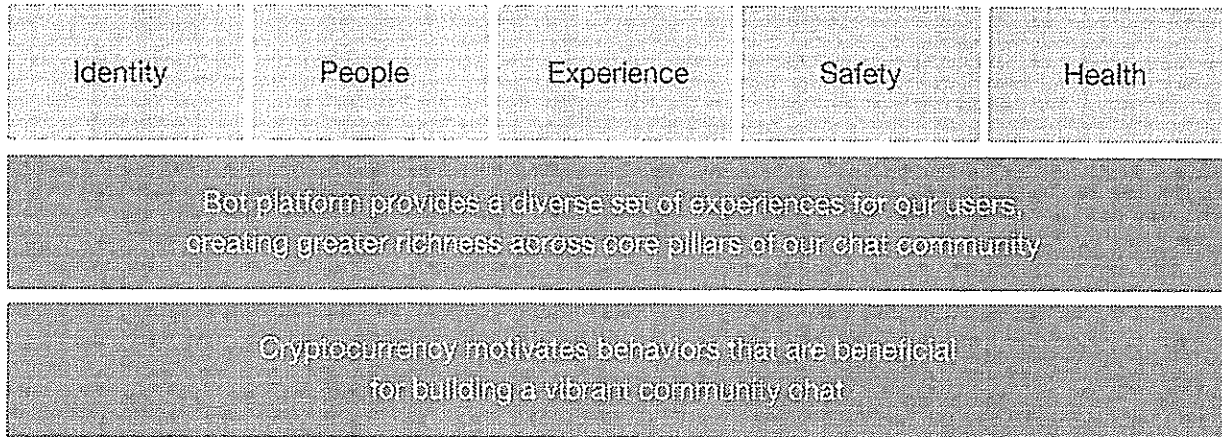 Identity People Experience Safety Health
Bot platform provides a diverse set of experiences for our users,
creating greater richness across core pillars of our chat community
Cryptocurrency motivates behaviors that are beneficial
for building a vibrant community chat